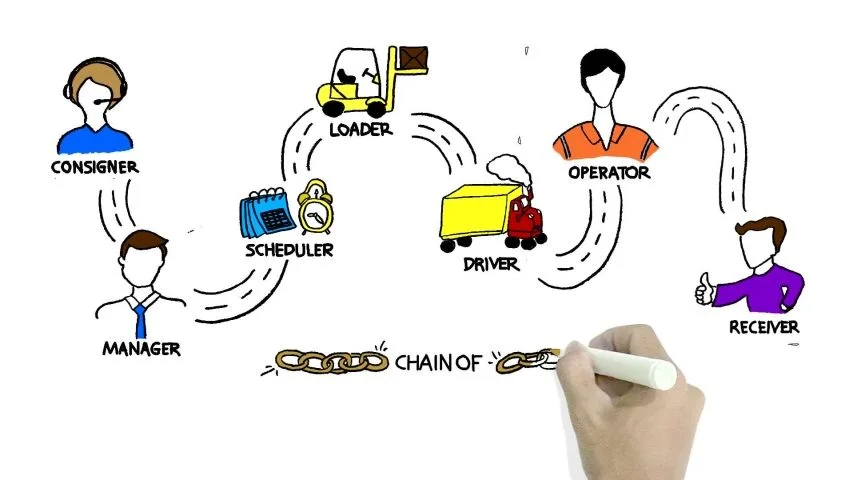 CONSIGNER
MANAGER
SCHEDULER
LOADER
DRIVER
OPERATOR
RECEIVER
CHAIN OF